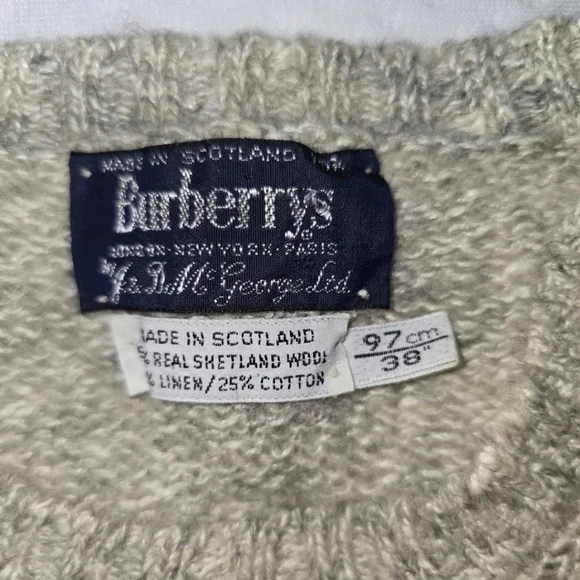 MADE IN SCOTLAND
Burberrys
LONDON·NEW YORK·PARIS
by J.& D. Mc George Ltd.
MADE IN SCOTLAND
% REAL SHETLAND WOOL
% LINEN/25% COTTON
97 cm
38"